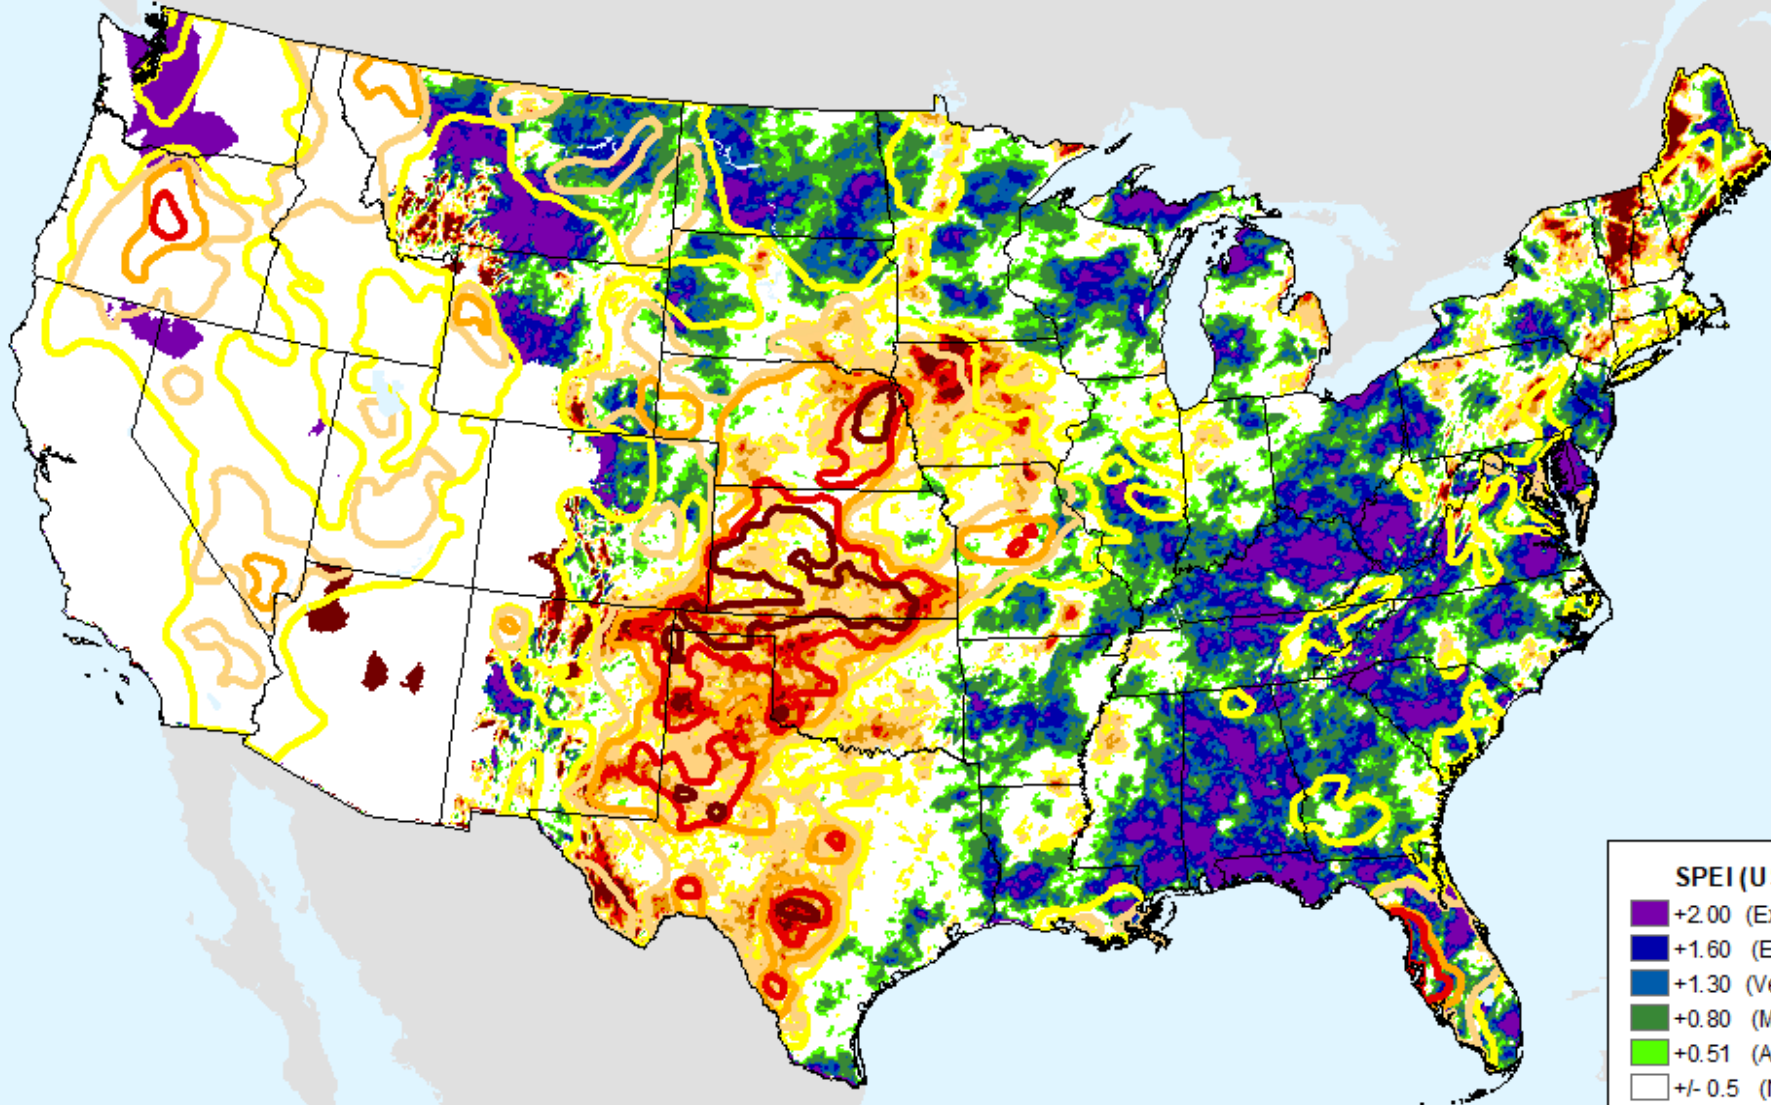 SPEI (U
+2.00 (Ex
+1.60 (E
+1.30 (Ve
+0.80 (M
+0.51 (A
+/- 0.5 (N